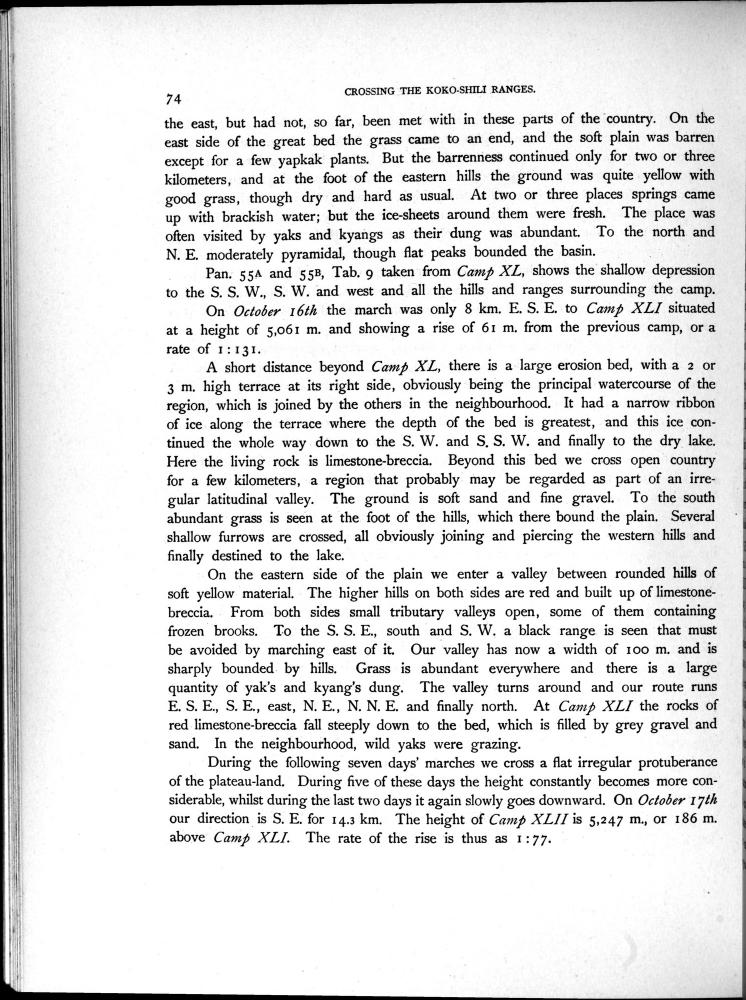 74
CROSSING THE KOKO-SHILI RANGES.
the east, but had not, so far, been met with in these parts of the country. On the
east side of the great bed the grass came to an end, and the soft plain was barren
except for a few yapkak plants. But the barrenness continued only for two or three
kilometers, and at the foot of the eastern hills the ground was quite yellow with
good grass, though dry and hard as usual. At two or three places springs came
up with brackish water; but the ice-sheets around them were fresh. The place was
often visited by yaks and kyangs as their dung was abundant. To the north and
N. E. moderately pyramidal, though flat peaks bounded the basin.
Pan. 55A and 55B, Tab. 9 taken from Camp XL, shows the shallow depression
to the S. S. W., S. W. and west and all the hills and ranges surrounding the camp.
On October 16th the march was only 8 km. E. S. E. to Camp XLI situated
at a height of 5,061 m. and showing a rise of 61 m. from the previous camp, or a
rate of 1:131.
A short distance beyond Camp XL, there is a large erosion bed, with a 2 or
3 m. high terrace at its right side, obviously being the principal watercourse of the
region, which is joined by the others in the neighbourhood. It had a narrow ribbon
of ice along the terrace where the depth of the bed is greatest, and this ice con-
tinued the whole way down to the S. W. and S. S. W. and finally to the dry lake.
Here the living rock is limestone-breccia. Beyond this bed we cross open country
for a few kilometers, a region that probably may be regarded as part of an irre-
gular latitudinal valley. The ground is soft sand and fine gravel. To the south
abundant grass is seen at the foot of the hills, which there bound the plain. Several
shallow furrows are crossed, all obviously joining and piercing the western hills and
finally destined to the lake.
On the eastern side of the plain we enter a valley between rounded hills of
soft yellow material. The higher hills on both sides are red and built up of limestone-
breccia. From both sides small tributary valleys open, some of them containing
frozen brooks. To the S. S. E., south and S. W. a black range is seen that must
be avoided by marching east of it. Our valley has now a width of 100 m. and is
sharply bounded by hills. Grass is abundant everywhere and there is a large
quantity of yak's and kyang's dung. The valley turns around and our route runs
E. S. E., S. E., east, N. E., N. N. E. and finally north. At Camp XLI the rocks of
red limestone-breccia fall steeply down to the bed, which is filled by grey gravel and
sand. In the neighbourhood, wild yaks were grazing.
During the following seven days' marches we cross a flat irregular protuberance
of the plateau-land. During five of these days the height constantly becomes more con-
siderable, whilst during the last two days it again slowly goes downward. On October 17th
our direction is S. E. for 14.3 km. The height of Camp XLII is 5,247 m., or 186 m.
above Camp XLI. The rate of the rise is thus as 1:77.